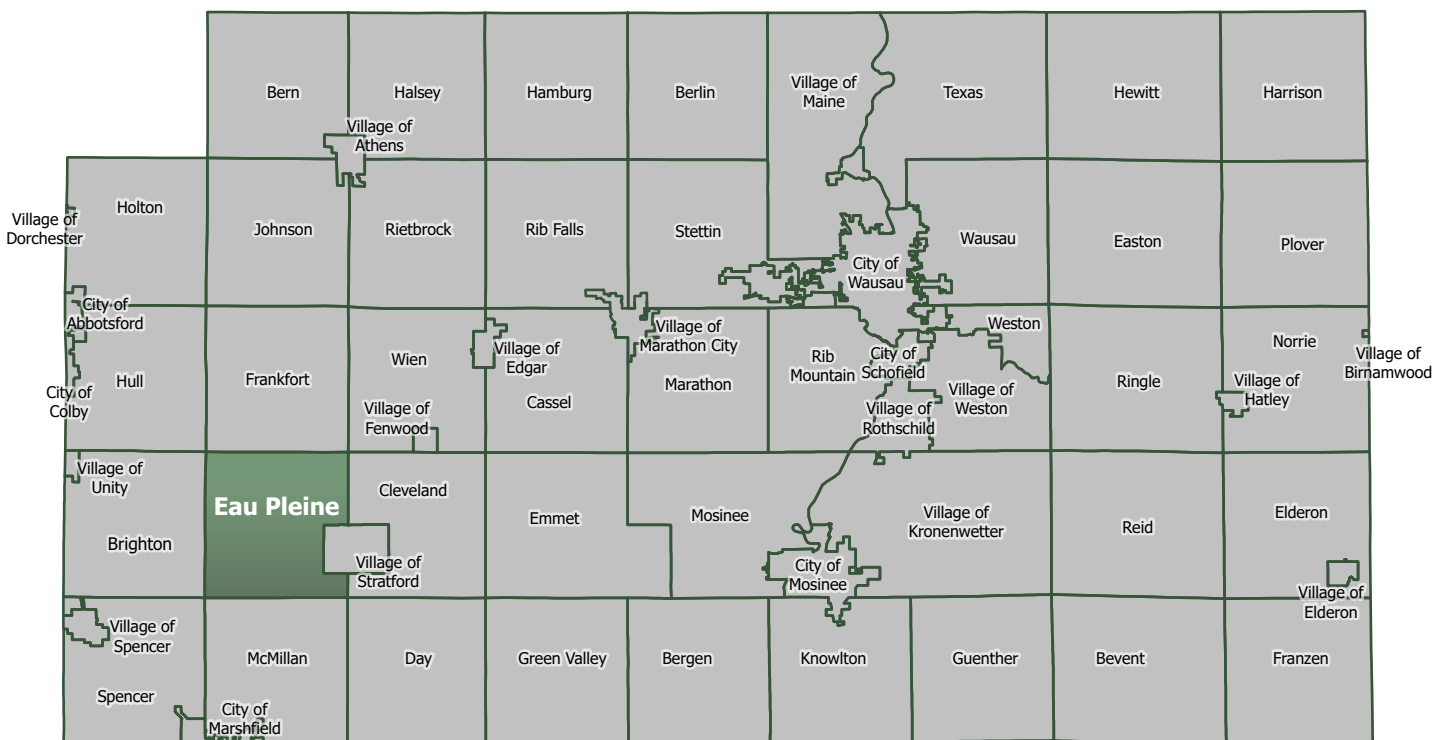 Bern
Halsey
Hamburg
Berlin
Village of
Maine
Texas
Hewitt
Harrison
Village of
Athens
Village of
Dorchester
Holton
Johnson
Rietbrock
Rib Falls
Stettin
City of
Wausau
Wausau
Easton
Plover
City of
Abbotsford
City of
Colby
Hull
Frankfort
Wien
Village of
Fenwood
Village of
Edgar
Cassel
Village of
Marathon City
Marathon
Rib
Mountain
City of
Schofield
Village of
Rothschild
Weston
Village of
Weston
Ringle
Norrie
Village of
Hatley
Village of
Birnamwood
Village of
Unity
Brighton
Eau Pleine
Cleveland
Village of
Stratford
Emmet
Mosinee
City of
Mosinee
Village of
Kronenwetter
Reid
Elderon
Village of
Elderon
Village of
Spencer
Spencer
McMillan
City of
Marshfield
Day
Green Valley
Bergen
Knowlton
Guenther
Bevent
Franzen